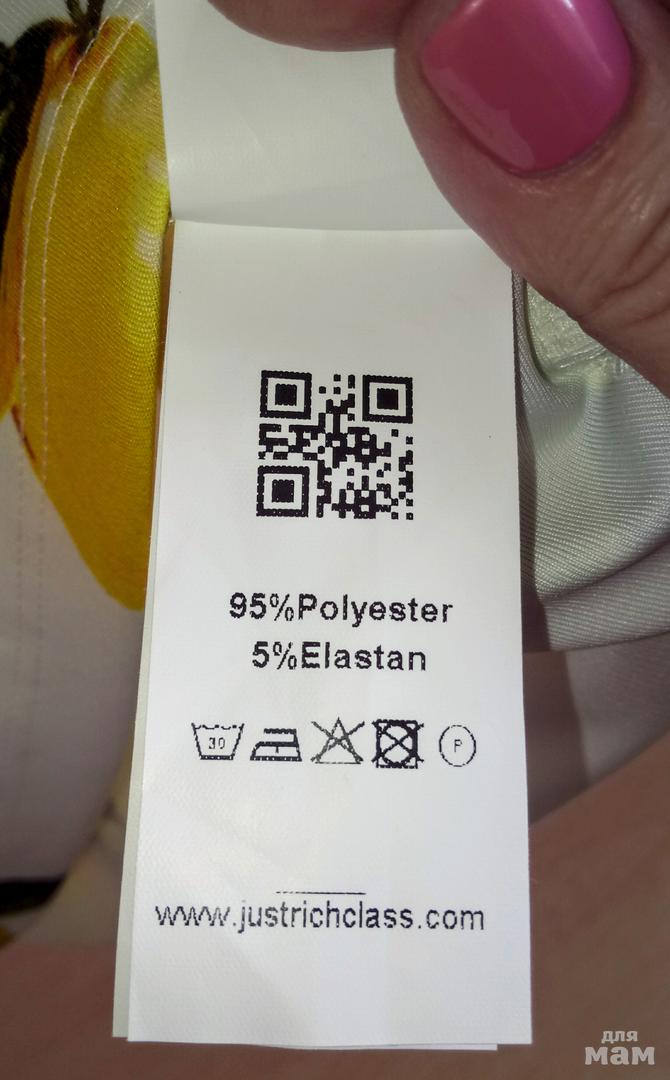 95%Polyester
5%Elastan
30
P
www.justrichclass.com
для
мам